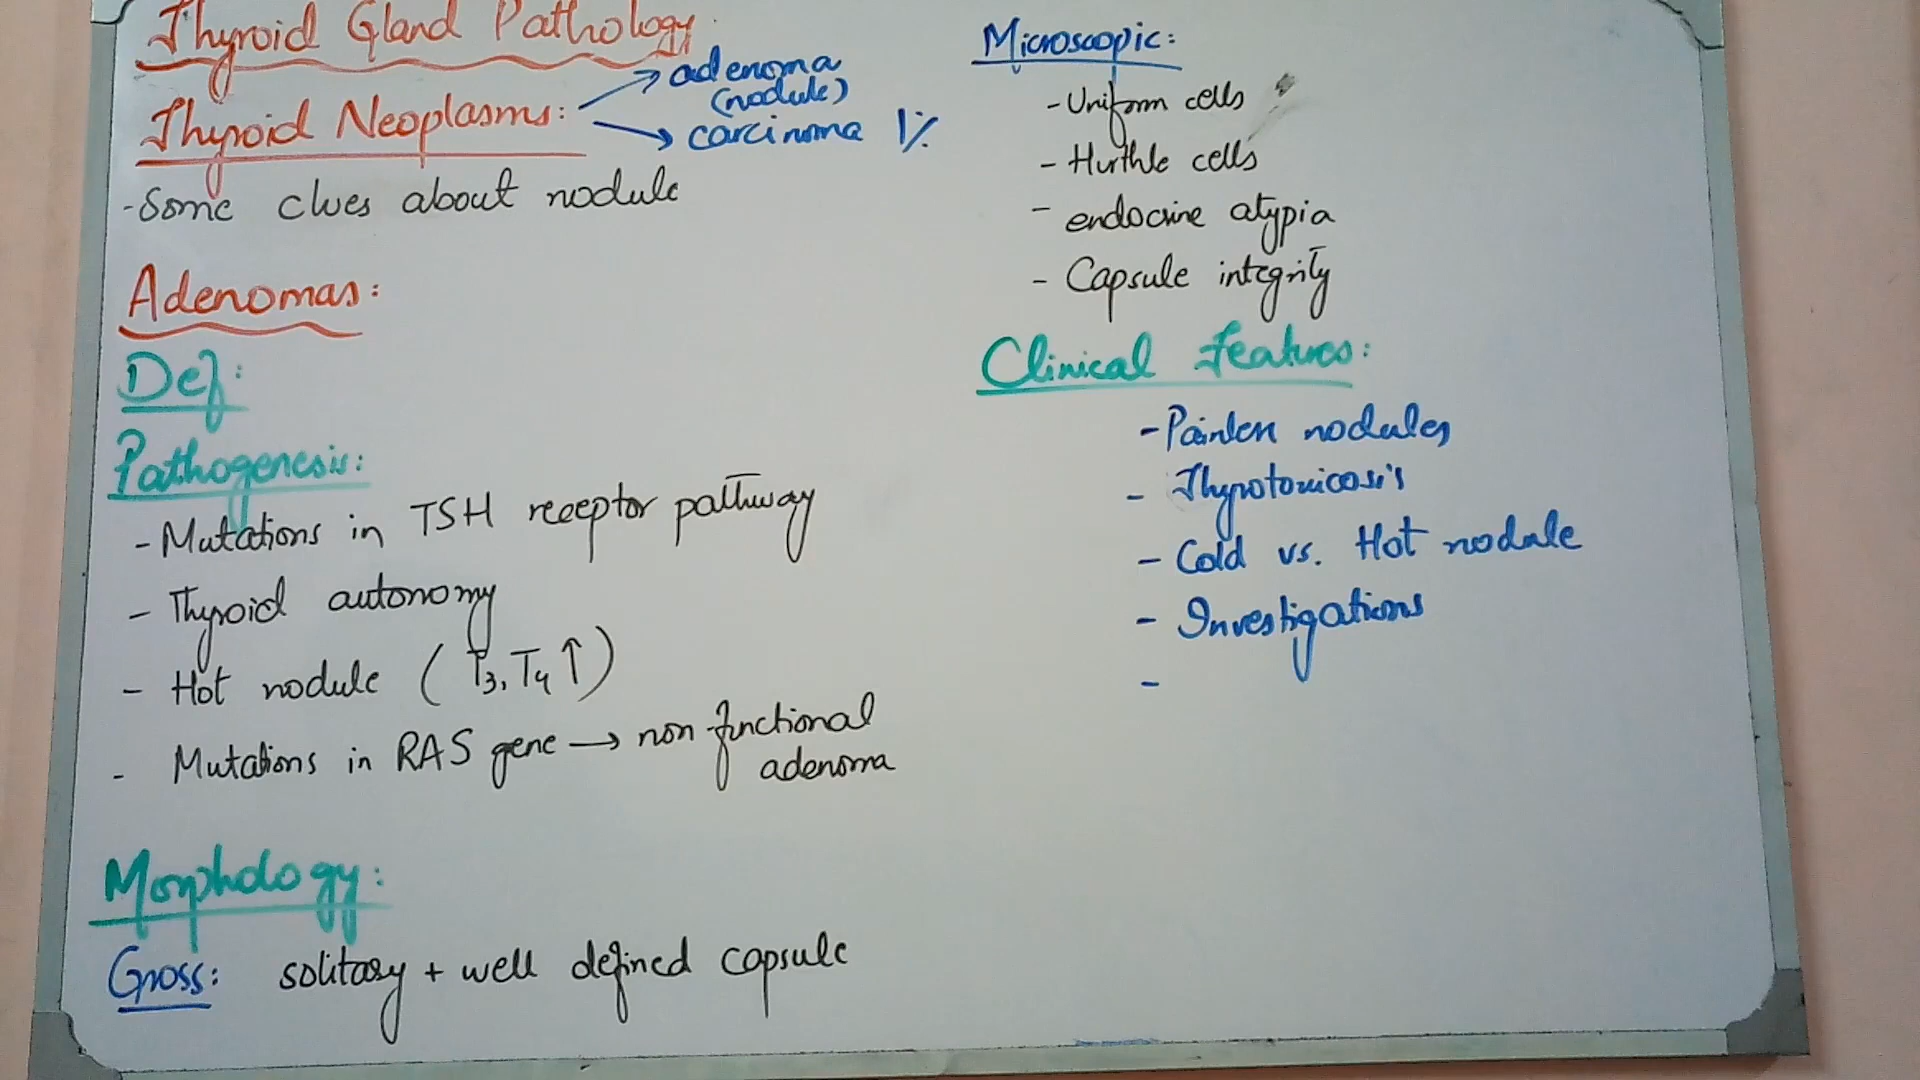 Thyroid Gland Pathology
Thyroid Neoplasms: → adenoma
(nodule)
→ carcinoma 1%
- Some clues about nodule
Adenomas:
Def:
Pathogenesis:
- Mutations in TSH receptor pathway
- Thyroid autonomy
- Hot nodule ( T3, T4 ↑ )
- Mutations in RAS gene → non functional
adenoma
Morphology:
Gross: solitary + well defined capsule
Microscopic:
- Uniform cells
- Hurthle cells
- endocrine atypia
- Capsule integrity
Clinical features:
- Painless nodules
- Thyrotoxicosis
- Cold vs. Hot nodule
- Investigations
-